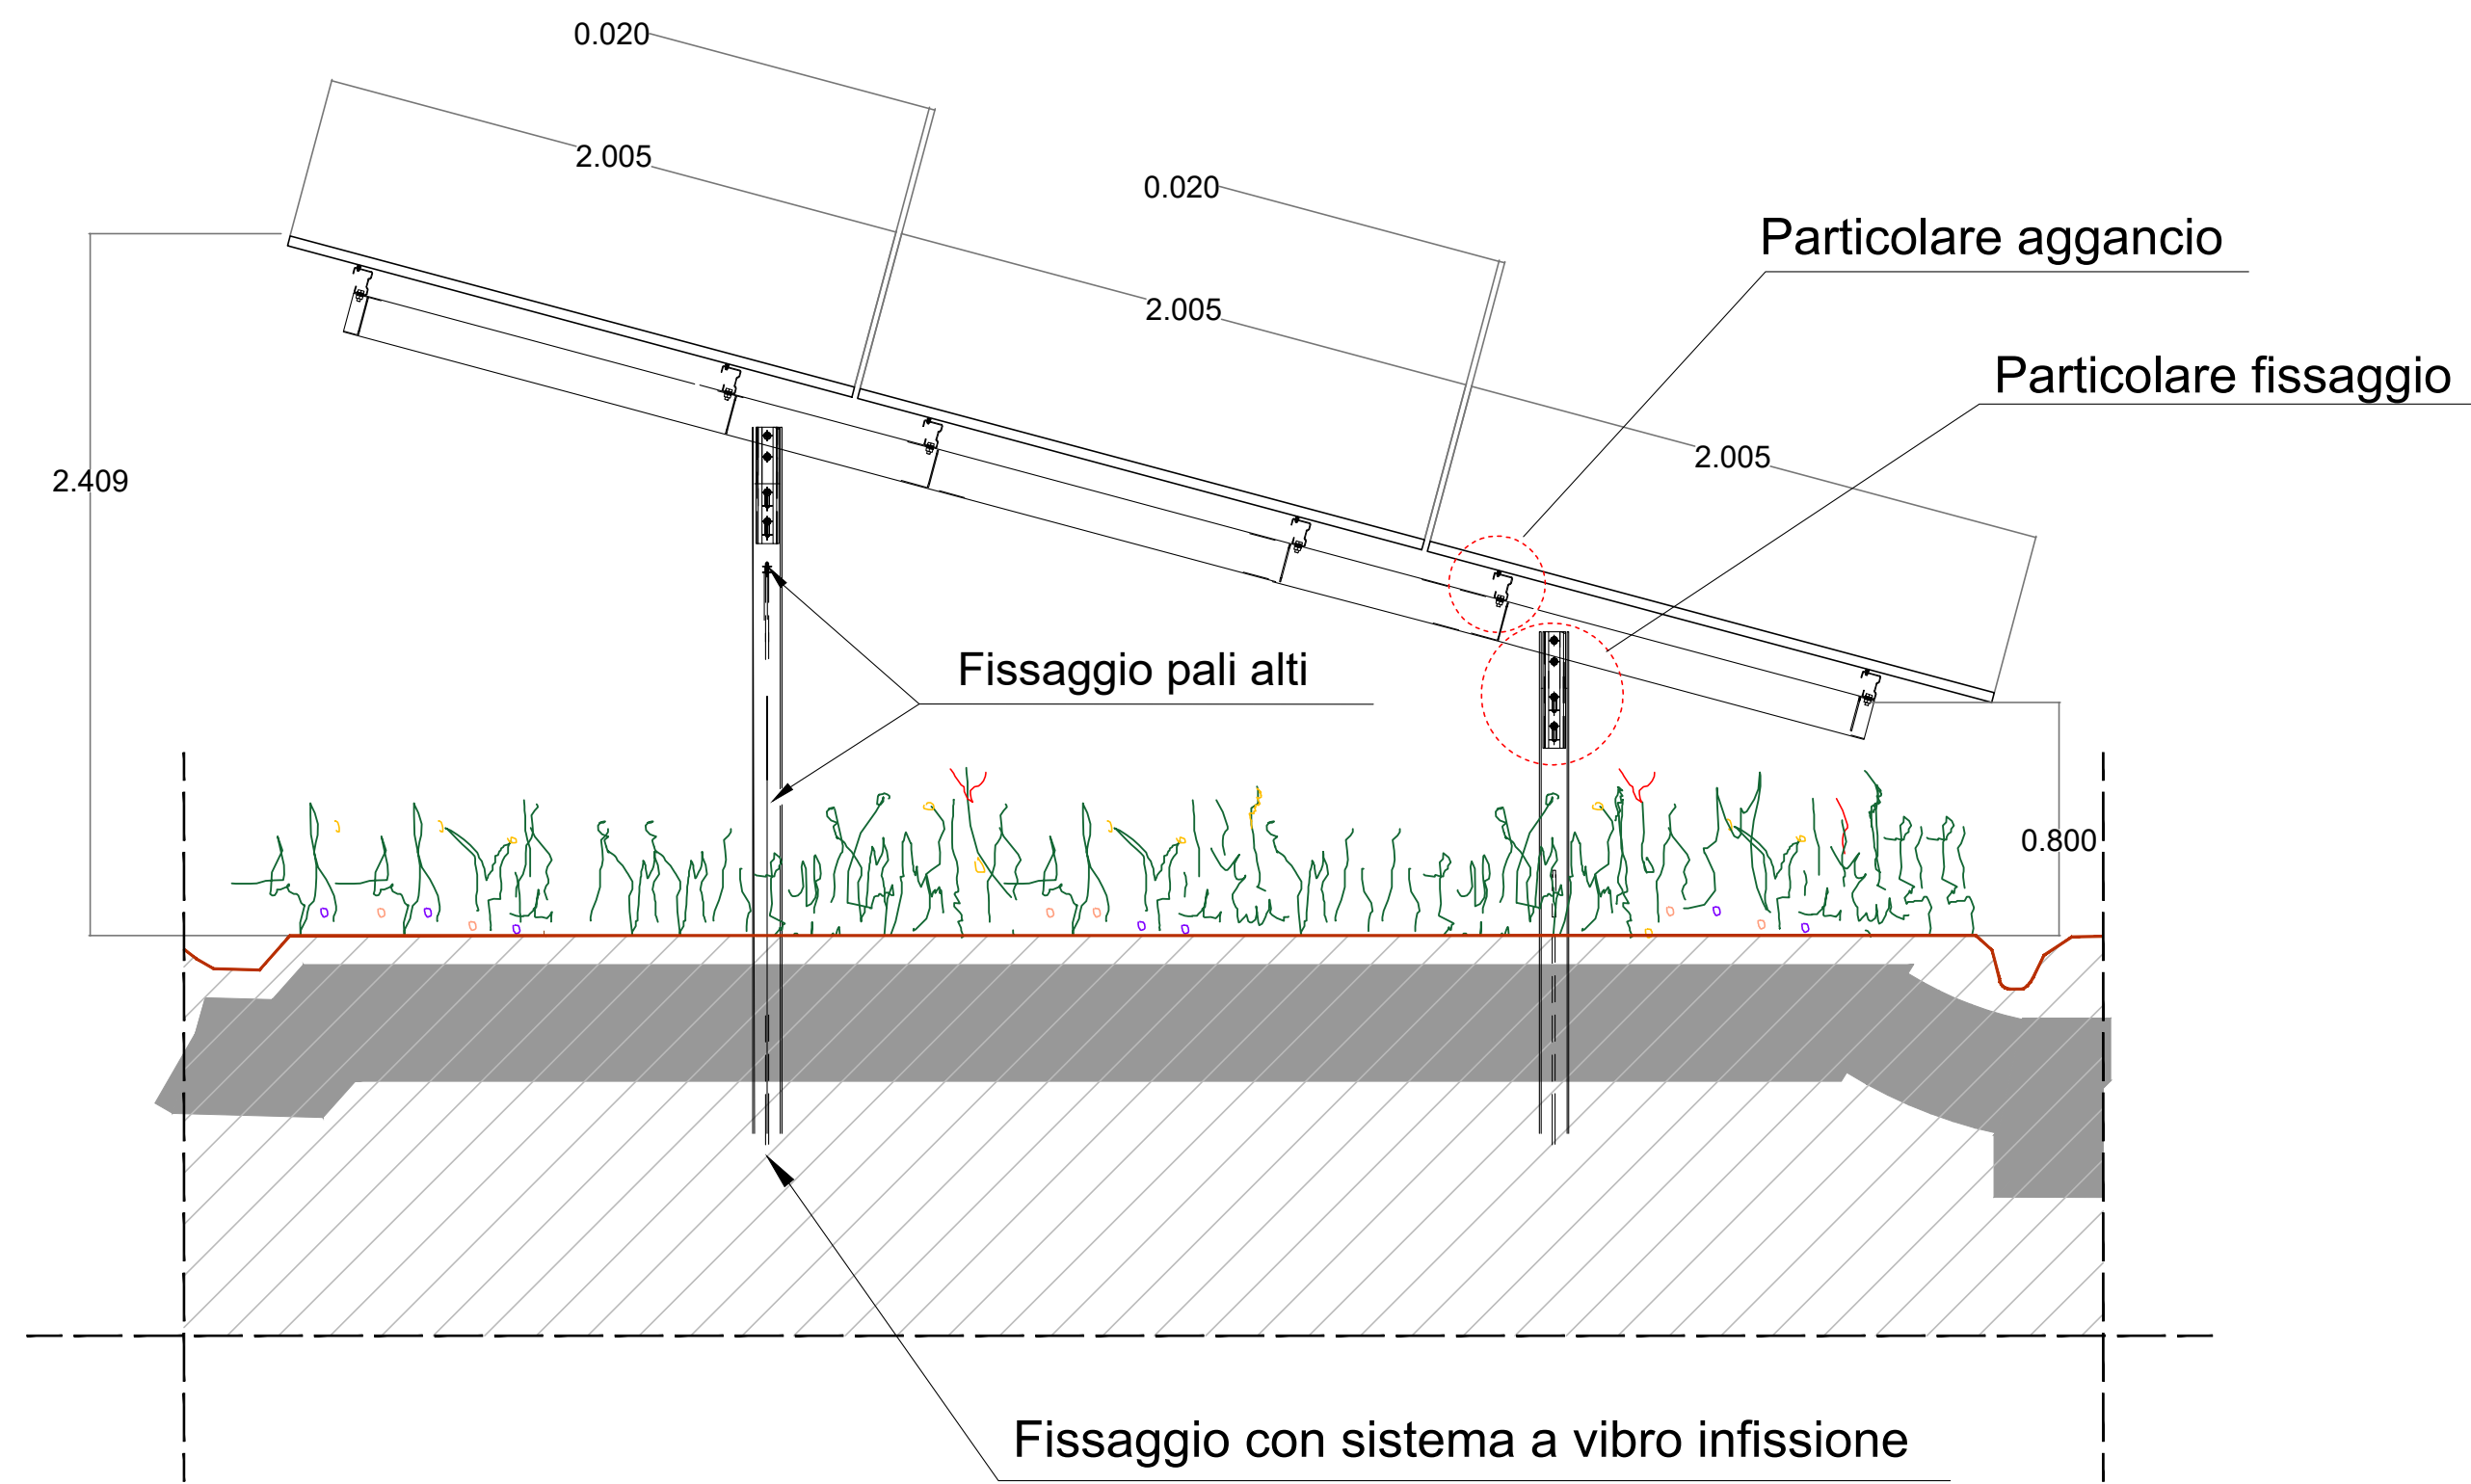 0.020
2.005
0.020
Particolare aggancio
2.005
Particolare fissaggio
2.005
2.409
Fissaggio pali alti
0.800
Fissaggio con sistema a vibro infissione